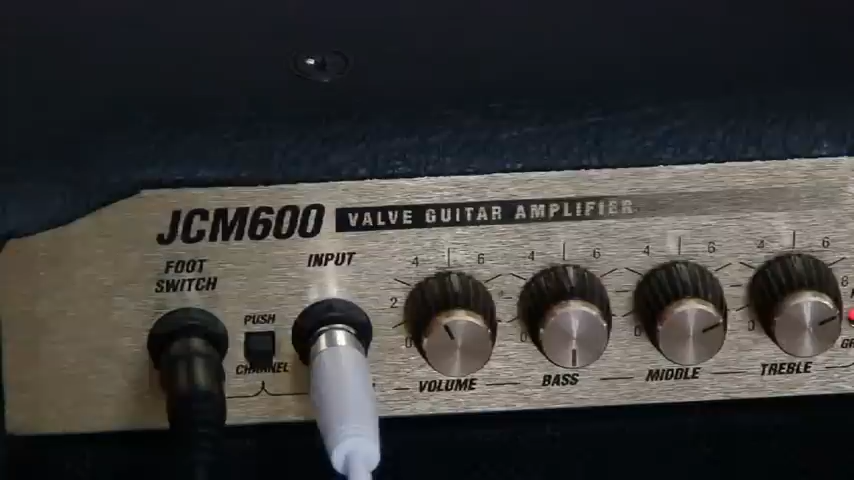 JCM600 VALVE GUITAR AMPLIFIER
FOOT SWITCH
INPUT
PUSH
CHANNEL
0 2 4 6
VOLUME
0 4 6
BASS
0 4 6
MIDDLE
0 4 6 8
TREBLE